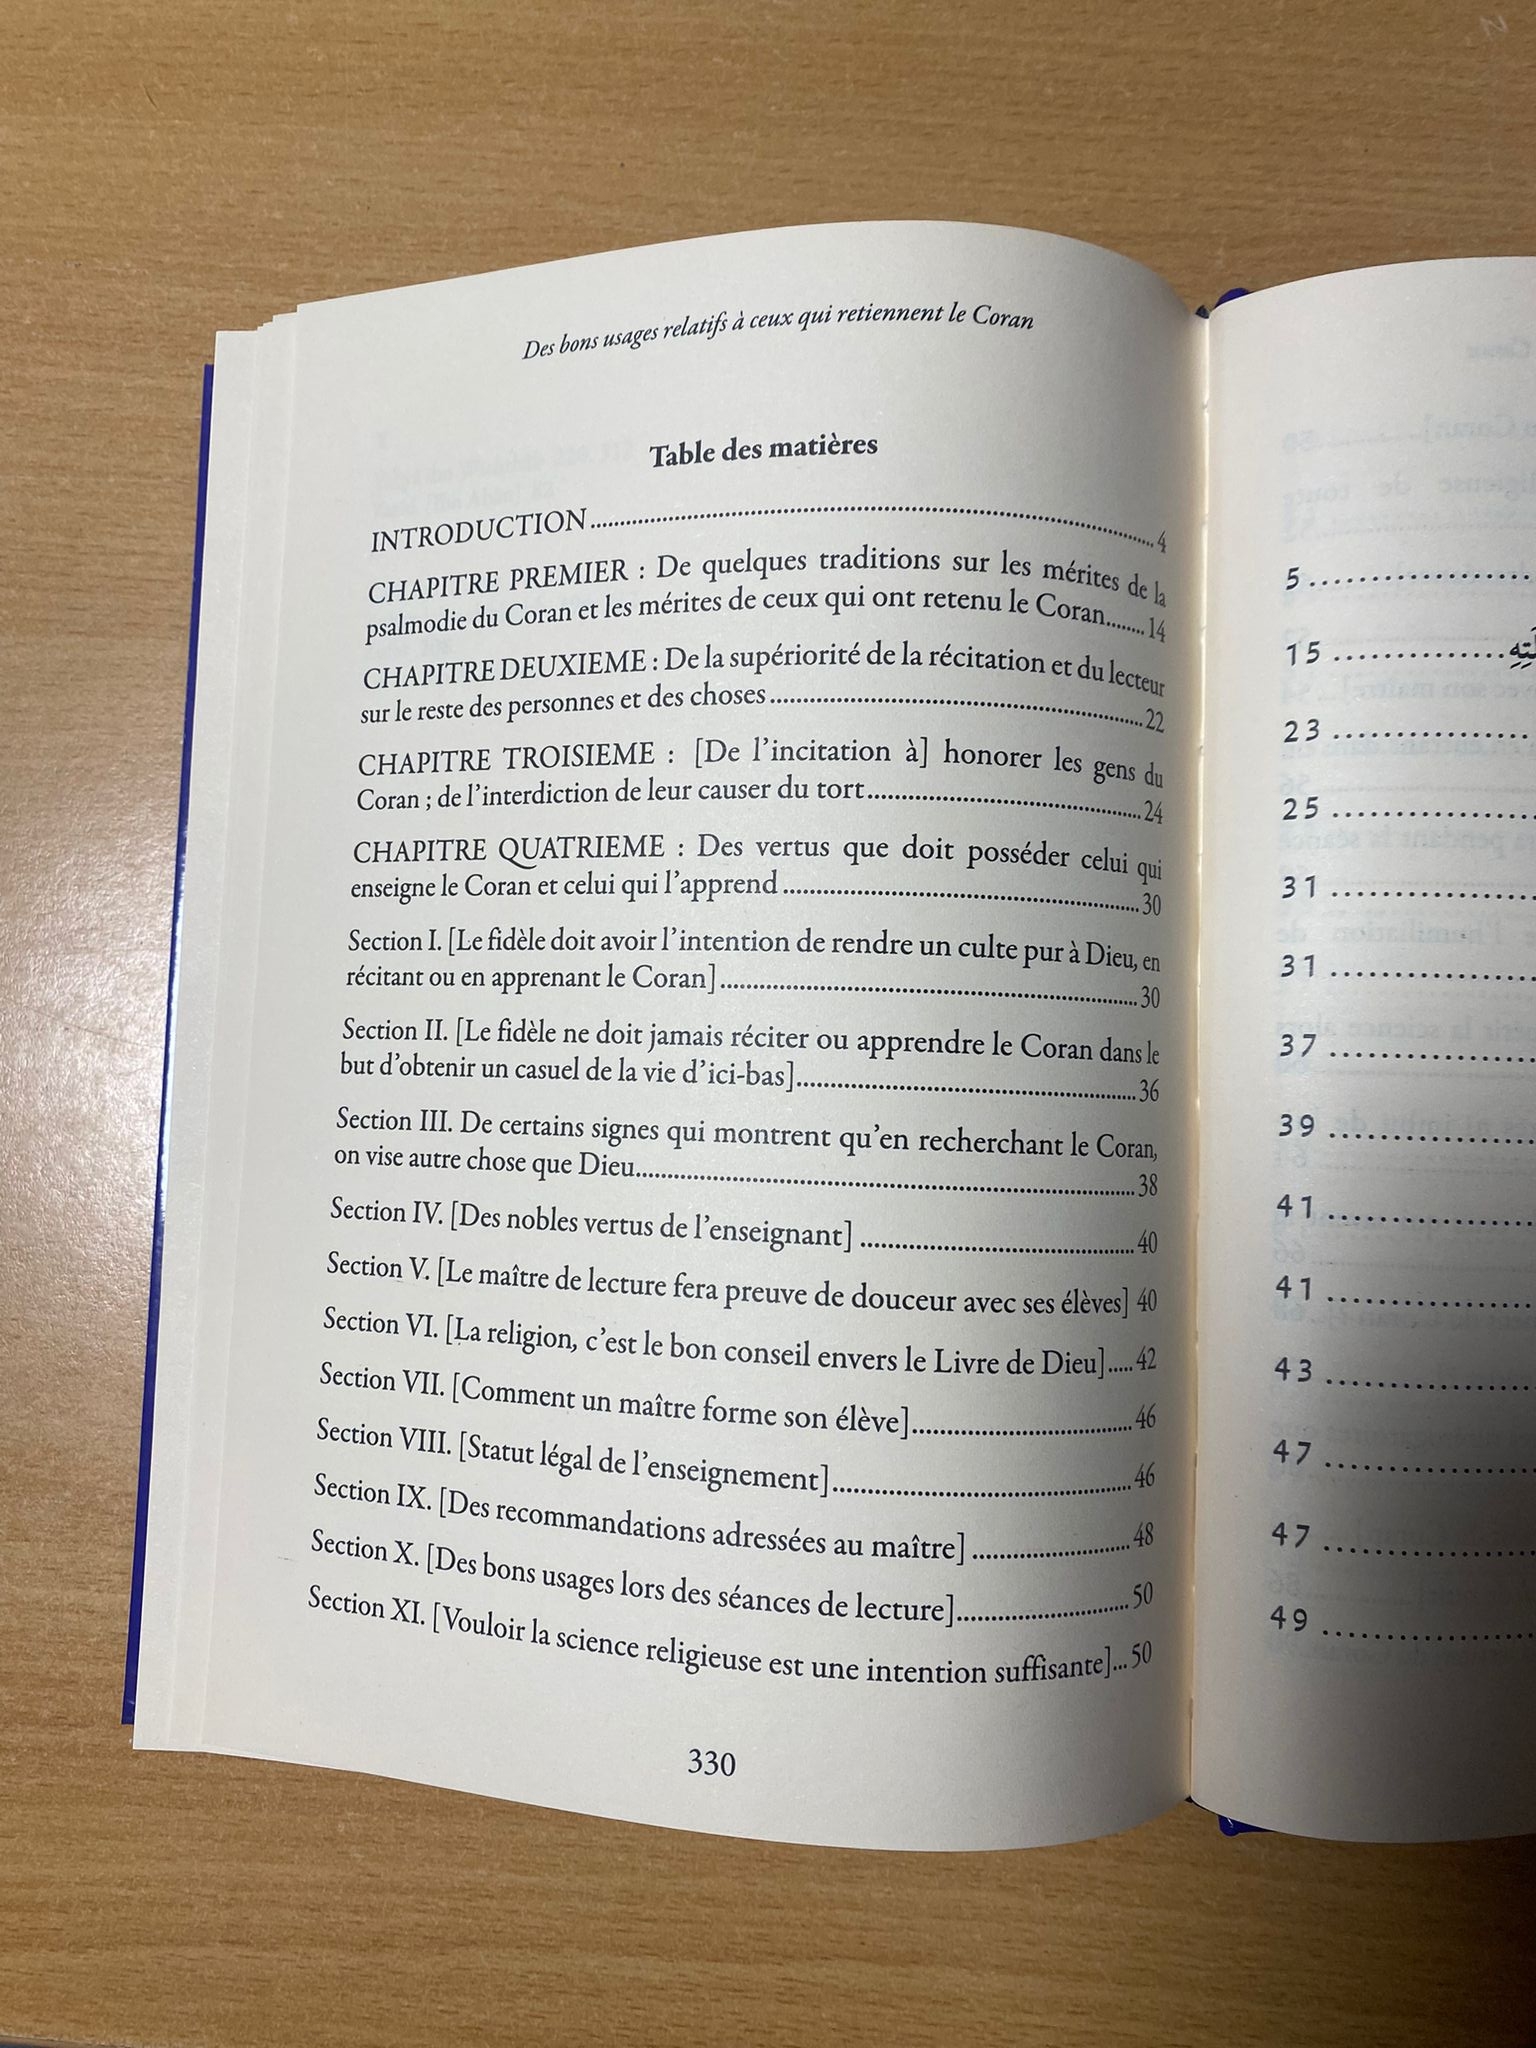 Des bons usages relatifs à ceux qui retiennent le Coran
Table des matières
INTRODUCTION....................4
CHAPITRE PREMIER : De quelques traditions sur les mérites de la
psalmodie du Coran et les mérites de ceux qui ont retenu le Coran........14
CHAPITRE DEUXIEME : De la supériorité de la récitation et du lecteur
sur le reste des personnes et des choses....................22
CHAPITRE TROISIEME : [De l'incitation à] honorer les gens du
Coran ; de l'interdiction de leur causer du tort....................24
CHAPITRE QUATRIEME : Des vertus que doit posséder celui qui
enseigne le Coran et celui qui l'apprend....................30
Section I. [Le fidèle doit avoir l'intention de rendre un culte pur à Dieu, en
récitant ou en apprenant le Coran]....................30
Section II. [Le fidèle ne doit jamais réciter ou apprendre le Coran dans le
but d'obtenir un casuel de la vie d'ici-bas]....................36
Section III. De certains signes qui montrent qu'en recherchant le Coran,
on vise autre chose que Dieu....................38
Section IV. [Des nobles vertus de l'enseignant] ....................40
Section V. [Le maître de lecture fera preuve de douceur avec ses élèves] 40
Section VI. [La religion, c'est le bon conseil envers le Livre de Dieu].....42
Section VII. [Comment un maître forme son élève]....................46
Section VIII. [Statut légal de l'enseignement]....................46
Section IX. [Des recommandations adressées au maître] ....................48
Section X. [Des bons usages lors des séances de lecture]....................50
Section XI. [Vouloir la science religieuse est une intention suffisante]...50
330
5....................
15....................
23....................
25....................
31....................
31....................
37....................
39....................
41....................
41....................
43....................
47....................
47....................
49....................